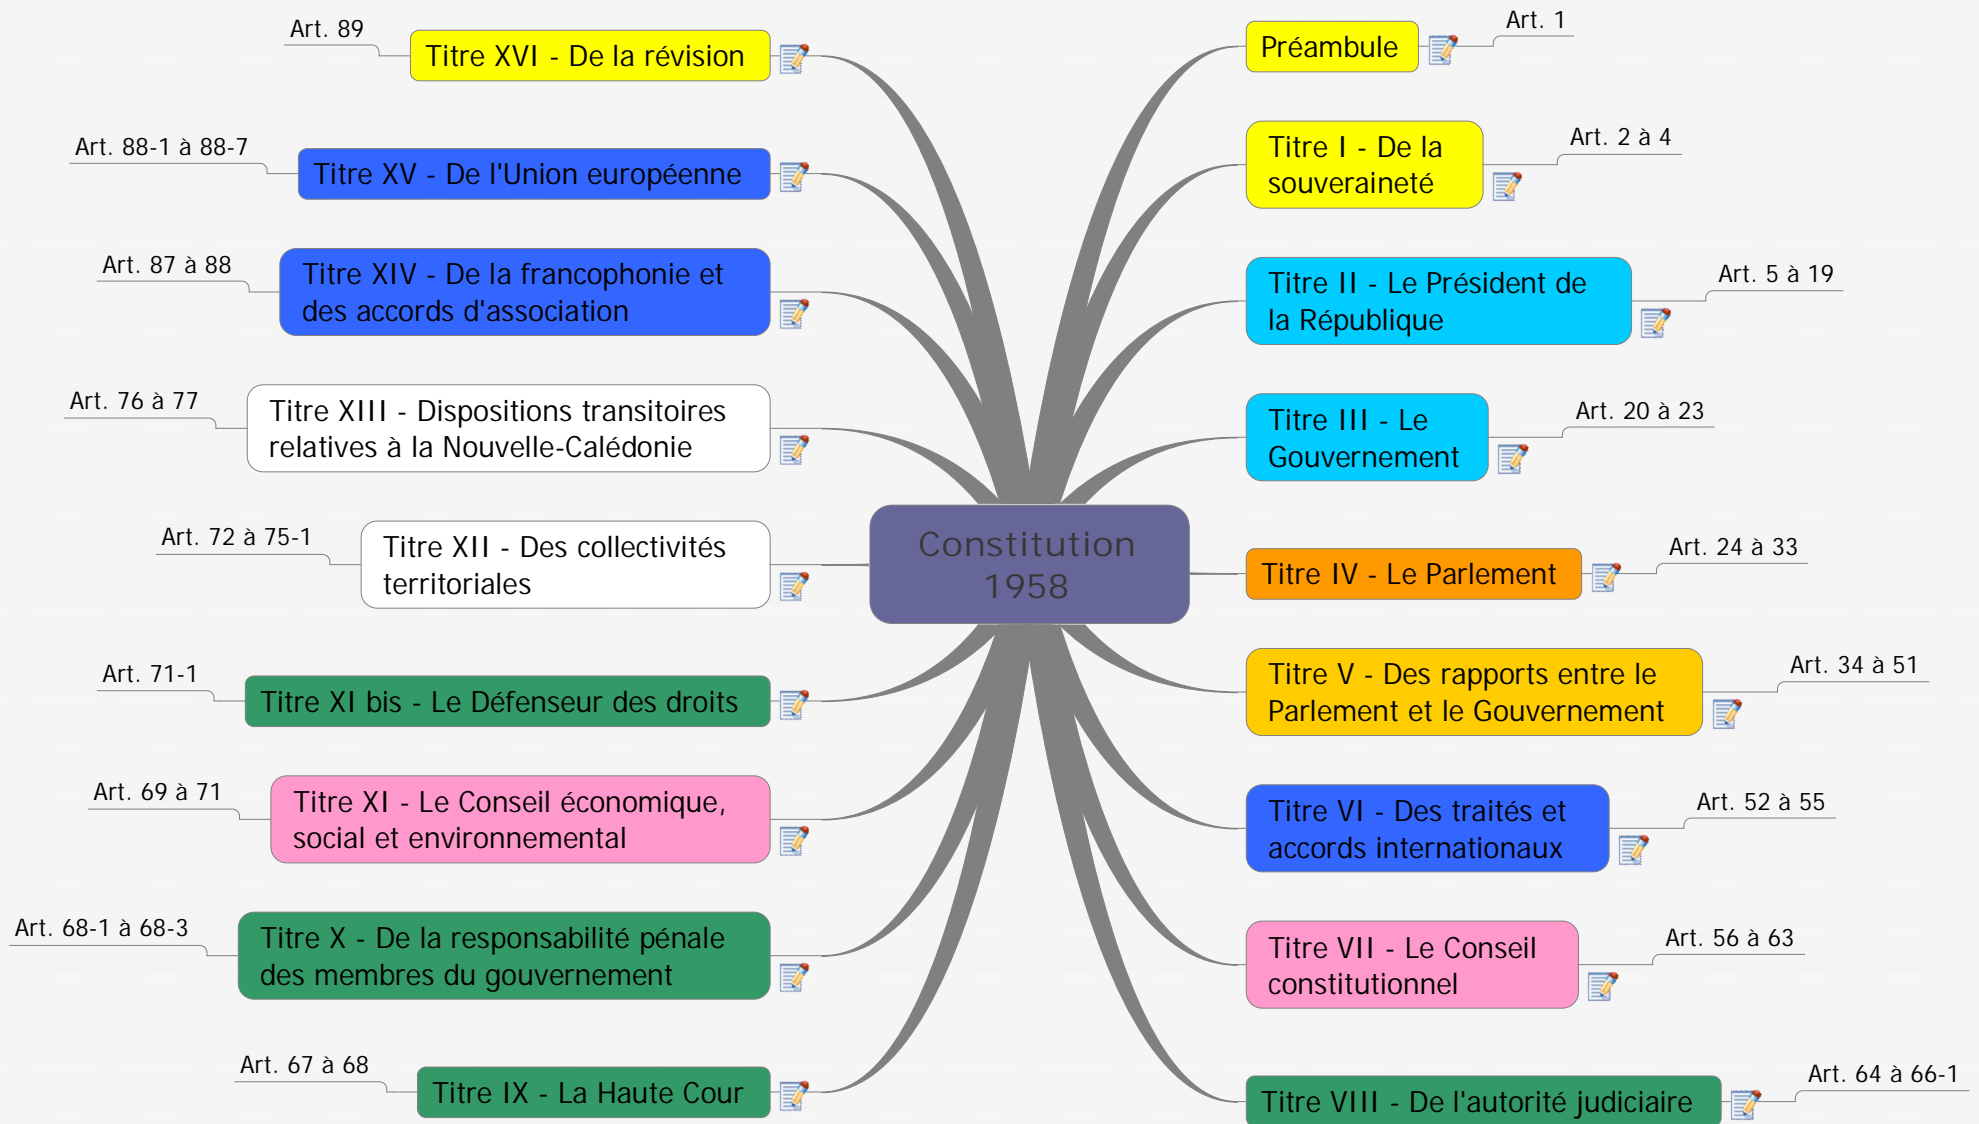 Constitution
1958
Préambule
Art. 1
Titre I - De la
souveraineté
Art. 2 à 4
Titre II - Le Président de
la République
Art. 5 à 19
Titre III - Le
Gouvernement
Art. 20 à 23
Titre IV - Le Parlement
Art. 24 à 33
Titre V - Des rapports entre le
Parlement et le Gouvernement
Art. 34 à 51
Titre VI - Des traités et
accords internationaux
Art. 52 à 55
Titre VII - Le Conseil
constitutionnel
Art. 56 à 63
Titre VIII - De l'autorité judiciaire
Art. 64 à 66-1
Titre IX - La Haute Cour
Art. 67 à 68
Titre X - De la responsabilité pénale
des membres du gouvernement
Art. 68-1 à 68-3
Titre XI - Le Conseil économique,
social et environnemental
Art. 69 à 71
Titre XI bis - Le Défenseur des droits
Art. 71-1
Titre XII - Des collectivités
territoriales
Art. 72 à 75-1
Titre XIII - Dispositions transitoires
relatives à la Nouvelle-Calédonie
Art. 76 à 77
Titre XIV - De la francophonie et
des accords d'association
Art. 87 à 88
Titre XV - De l'Union européenne
Art. 88-1 à 88-7
Titre XVI - De la révision
Art. 89